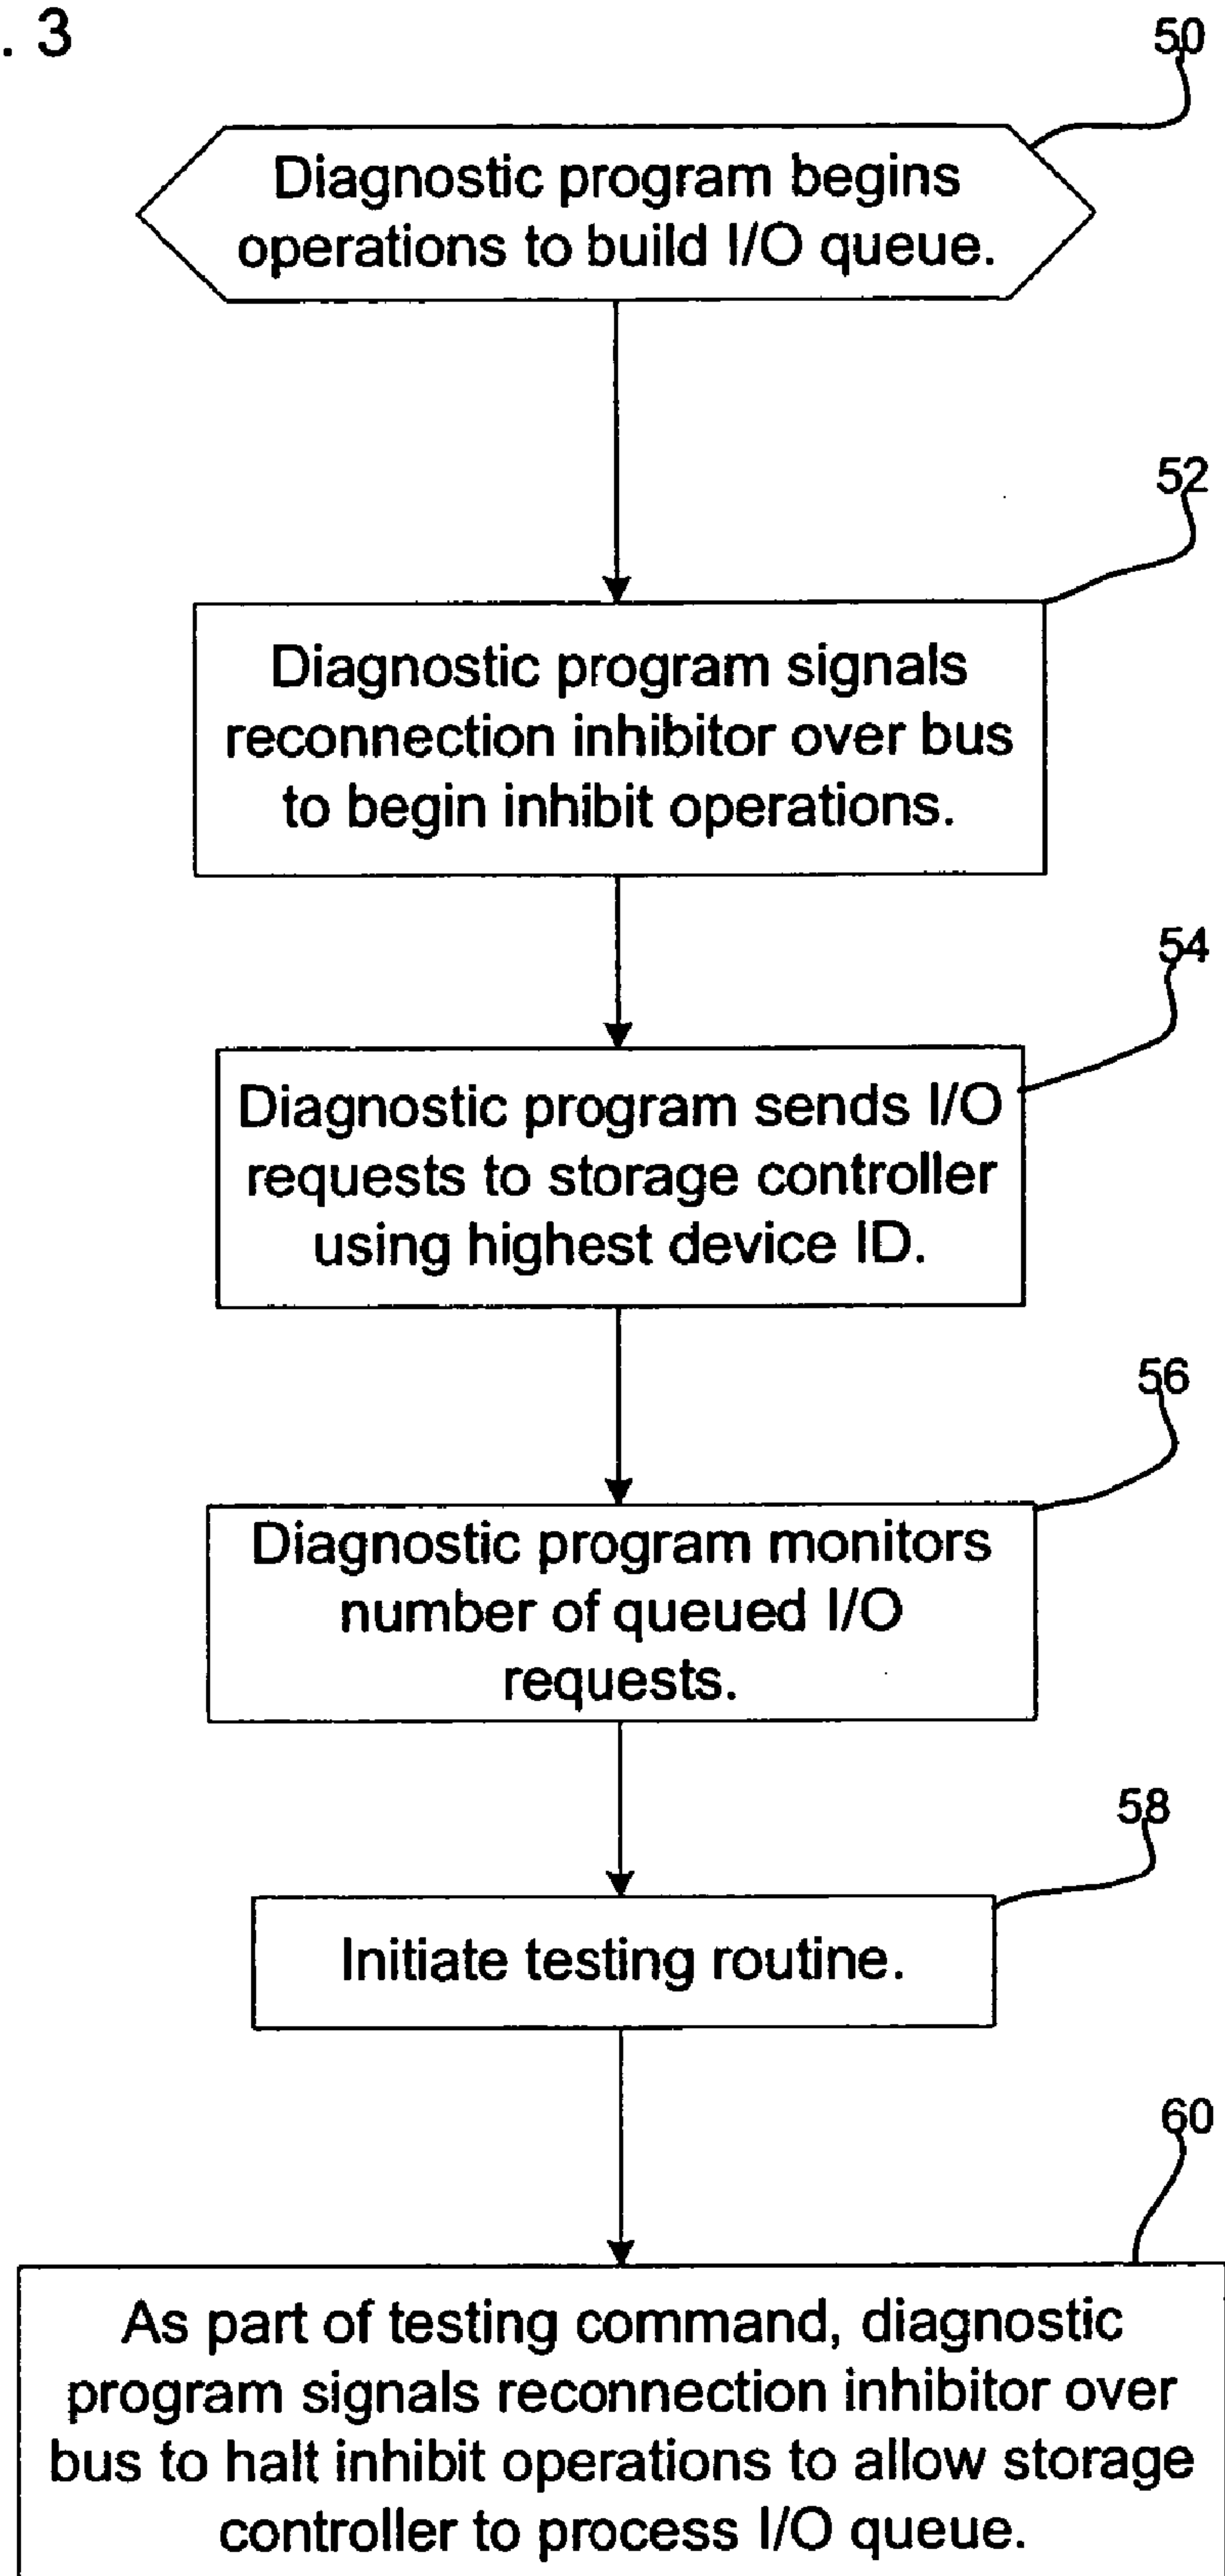 . 3
50
Diagnostic program begins
operations to build I/O queue.
52
Diagnostic program signals
reconnection inhibitor over bus
to begin inhibit operations.
54
Diagnostic program sends I/O
requests to storage controller
using highest device ID.
56
Diagnostic program monitors
number of queued I/O
requests.
58
Initiate testing routine.
60
As part of testing command, diagnostic
program signals reconnection inhibitor over
bus to halt inhibit operations to allow storage
controller to process I/O queue.